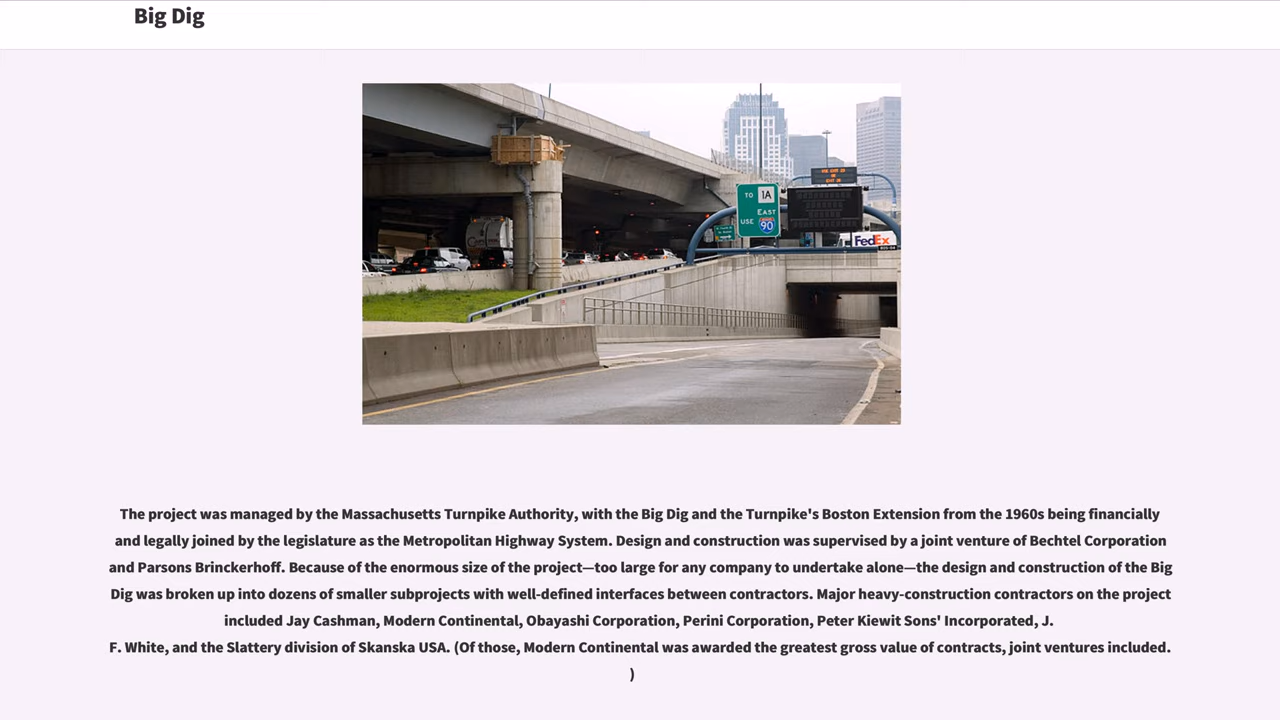 Big Dig
TO 1A
EAST
USE 90
FedEx
The project was managed by the Massachusetts Turnpike Authority, with the Big Dig and the Turnpike's Boston Extension from the 1960s being financially
and legally joined by the legislature as the Metropolitan Highway System. Design and construction was supervised by a joint venture of Bechtel Corporation
and Parsons Brinckerhoff. Because of the enormous size of the project—too large for any company to undertake alone—the design and construction of the Big
Dig was broken up into dozens of smaller subprojects with well-defined interfaces between contractors. Major heavy-construction contractors on the project
included Jay Cashman, Modern Continental, Obayashi Corporation, Perini Corporation, Peter Kiewit Sons' Incorporated, J.
F. White, and the Slattery division of Skanska USA. (Of those, Modern Continental was awarded the greatest gross value of contracts, joint ventures included.
)